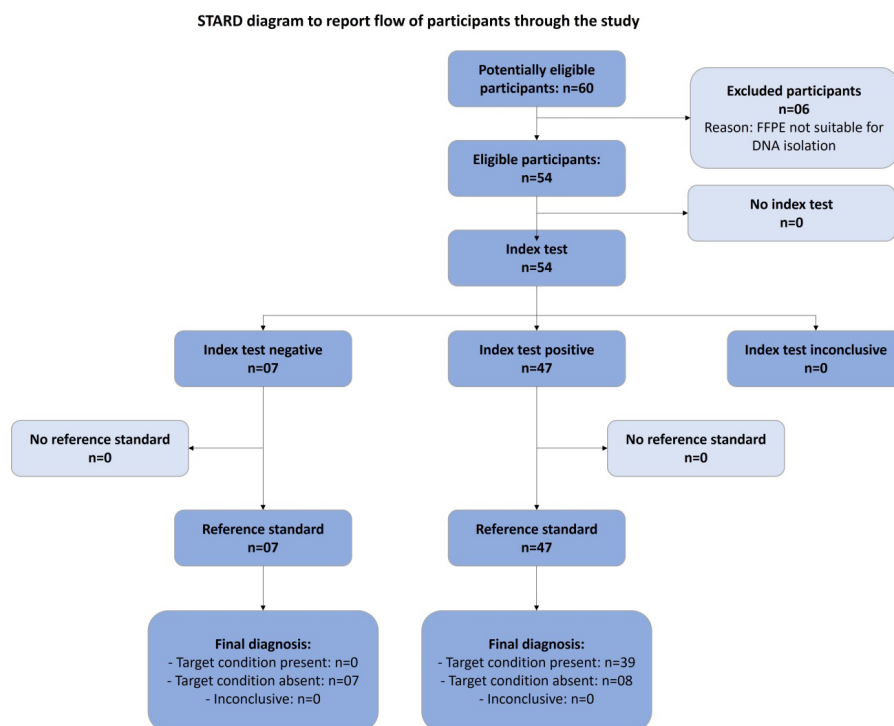 STARD diagram to report flow of participants through the study
Potentially eligible
participants: n=60
Excluded participants
n=06
Reason: FFPE not suitable for
DNA isolation
Eligible participants:
n=54
No index test
n=0
Index test
n=54
Index test negative
n=07
Index test positive
n=47
Index test inconclusive
n=0
No reference standard
n=0
No reference standard
n=0
Reference standard
n=07
Reference standard
n=47
Final diagnosis:
- Target condition present: n=0
- Target condition absent: n=07
- Inconclusive: n=0
Final diagnosis:
- Target condition present: n=39
- Target condition absent: n=08
- Inconclusive: n=0